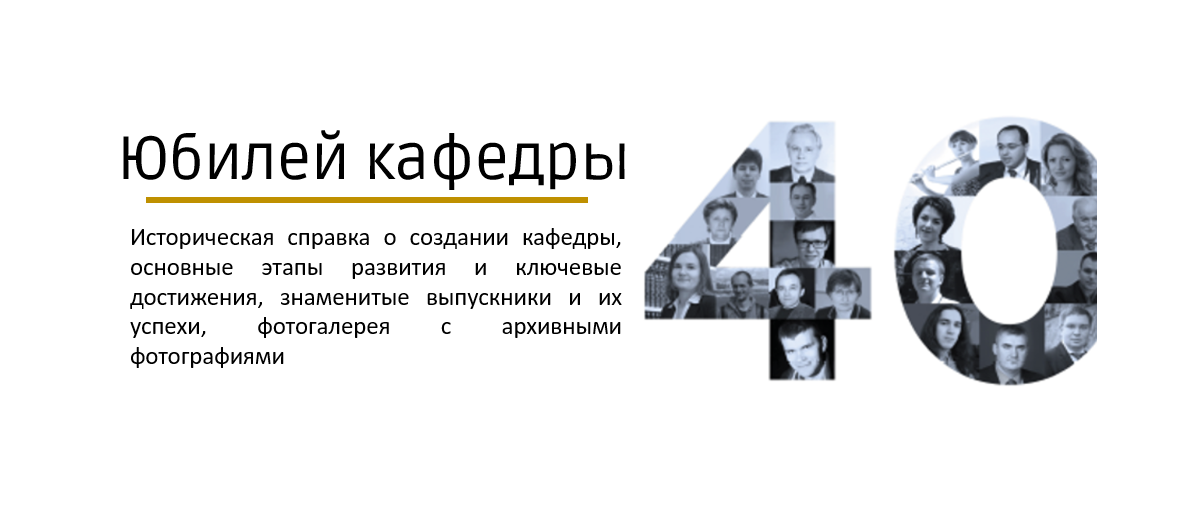 Юбилей кафедры
Историческая справка о создании кафедры,
основные этапы развития и ключевые
достижения, знаменитые выпускники и их
успехи, фотогалерея с архивными
фотографиями
40